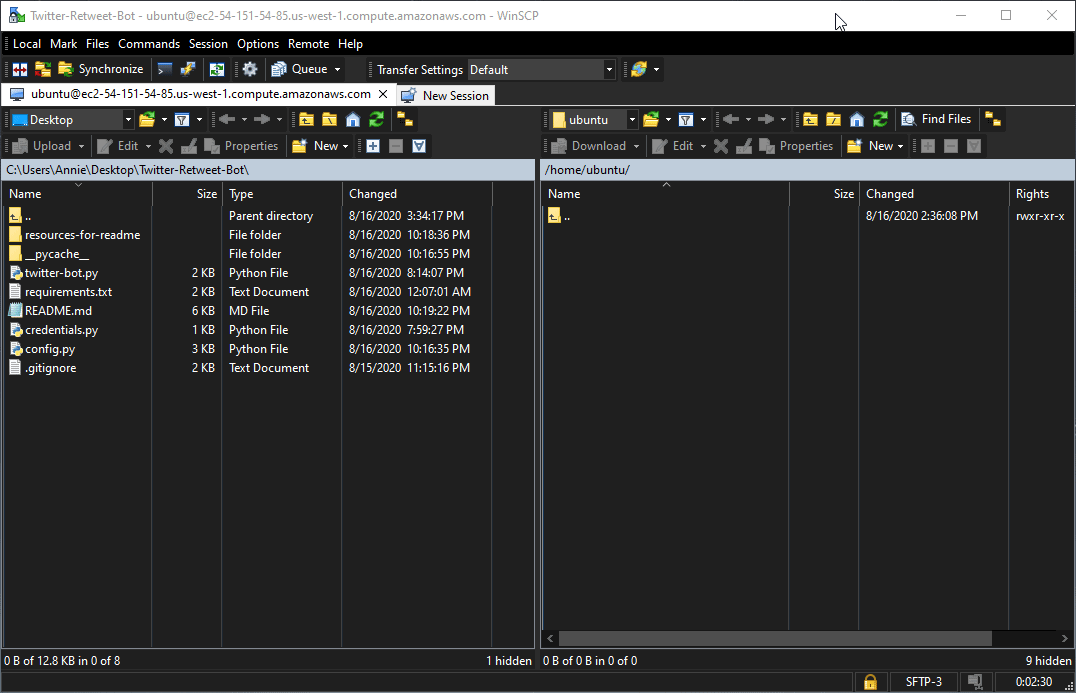 Twitter-Retweet-Bot - ubuntu@ec2-54-151-54-85.us-west-1.compute.amazonaws.com - WinSCP
Local Mark Files Commands Session Options Remote Help
Synchronize Queue Transfer Settings Default
ubuntu@ec2-54-151-54-85.us-west-1.compute.amazonaws.com New Session
Desktop
Upload Edit Properties New
C:\Users\Annie\Desktop\Twitter-Retweet-Bot\
Name Size Type Changed
.. Parent directory 8/16/2020 3:34:17 PM
resources-for-readme File folder 8/16/2020 10:18:36 PM
__pycache__ File folder 8/16/2020 10:16:55 PM
twitter-bot.py 2 KB Python File 8/16/2020 8:14:07 PM
requirements.txt 2 KB Text Document 8/16/2020 12:07:01 AM
README.md 6 KB MD File 8/16/2020 10:19:22 PM
credentials.py 1 KB Python File 8/16/2020 7:59:27 PM
config.py 3 KB Python File 8/16/2020 10:16:35 PM
.gitignore 2 KB Text Document 8/15/2020 11:15:16 PM
0 B of 12.8 KB in 0 of 8 1 hidden
ubuntu Find Files
Download Edit Properties New
/home/ubuntu/
Name Size Changed Rights
.. 8/16/2020 2:36:08 PM rwxr-xr-x
0 B of 0 B in 0 of 0 9 hidden
SFTP-3 0:02:30